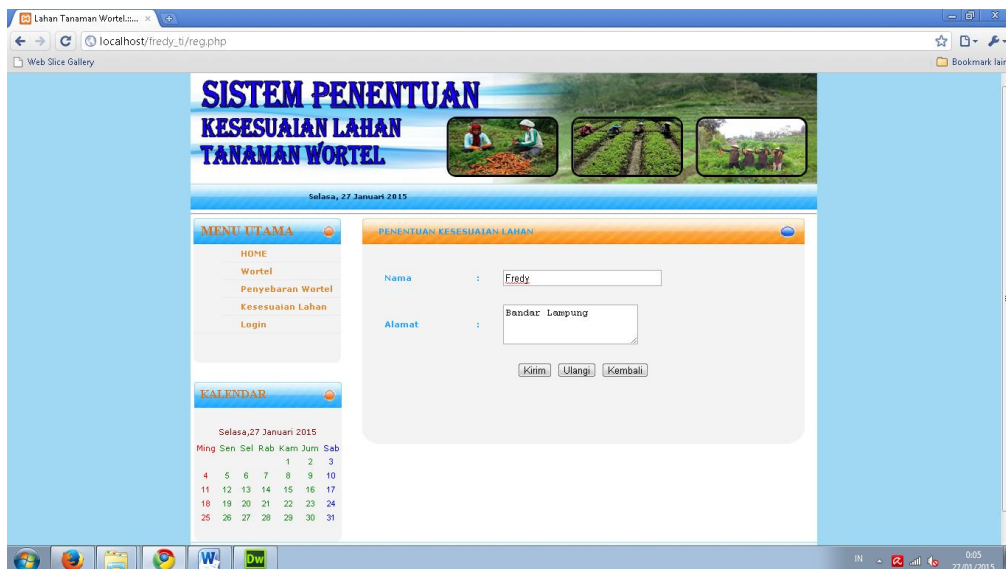 Lahan Tanaman Wortel.::...
localhost/fredy_ti/reg.php
Web Slice Gallery
Bookmark lain
SISTEM PENENTUAN
KESESUAIAN LAHAN
TANAMAN WORTEL
Selasa, 27 Januari 2015
MENU UTAMA
HOME
Wortel
Penyebaran Wortel
Kesesuaian Lahan
Login
PENENTUAN KESESUAIAN LAHAN
Nama : Fredy
Alamat : Bandar Lampung
Kirim Ulangi Kembali
KALENDAR
Selasa,27 Januari 2015
Ming Sen Sel Rab Kam Jum Sab
1 2 3
4 5 6 7 8 9 10
11 12 13 14 15 16 17
18 19 20 21 22 23 24
25 26 27 28 29 30 31
W Dw IN 0:05
27/01/2015